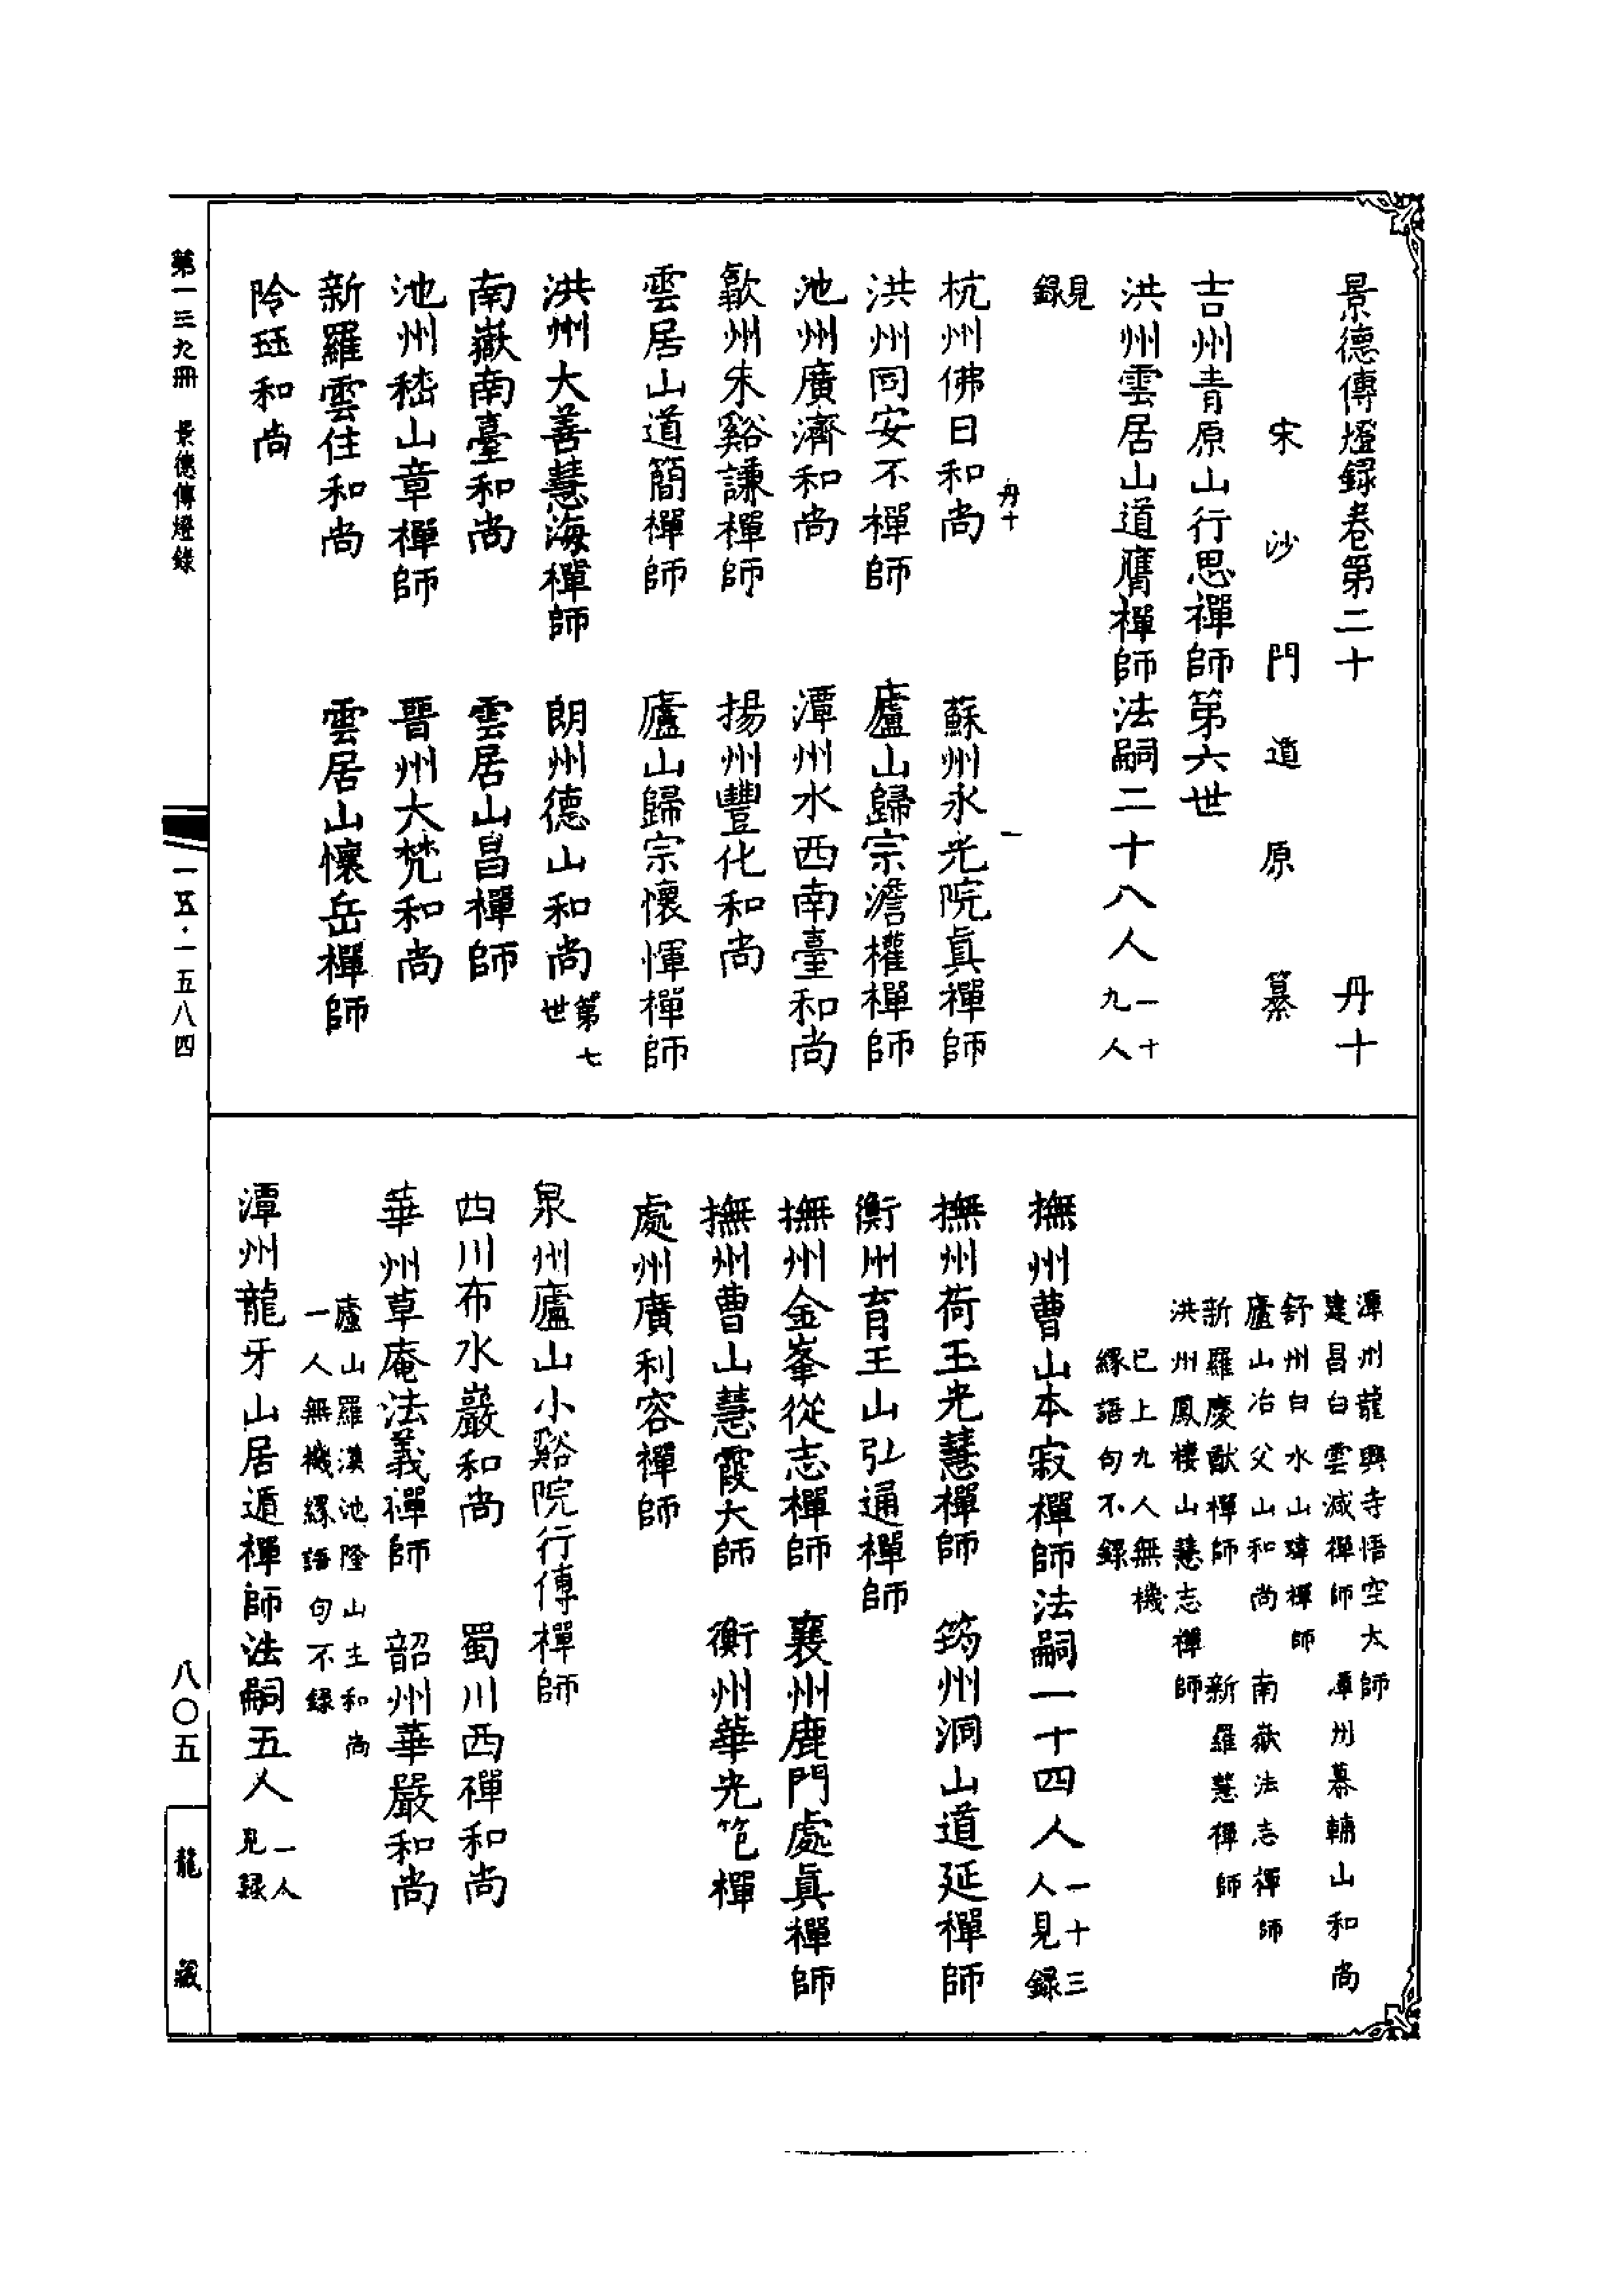 景德傳燈録卷第二十　丹十
宋沙門道原纂
吉州青原山行思禪師第六世
洪州雲居山道膺禪師法嗣二十八人一十九人
見録
丹十　一
杭州佛日和尚　蘇州永光院眞禪師
洪州同安丕禪師　廬山歸宗澹權禪師
池州廣濟和尚　潭州水西南臺和尚
歙州朱谿謙禪師　揚州豐化和尚
雲居山道簡禪師　廬山歸宗懷惲禪師
洪州大善慧海禪師　朗州德山和尚第七世
南嶽南臺和尚　雲居山昌禪師
池州嵇山章禪師　晉州大梵和尚
新羅雲住和尚　雲居山懷岳禪師
阾珏和尚
潭州龍興寺悟空大師
建昌白雲減禪師　潭州幕輔山和尚
舒州白水山瑋禪師
廬山冶父山和尚　南嶽法志禪師
新羅慶猷禪師　新羅慧禪師
洪州鳳棲山慧志禪師
已上九人無機
緣語句不録
撫州曹山本寂禪師法嗣一十四人一十三人見録
撫州荷玉光慧禪師　筠州洞山道延禪師
衡州育王山弘通禪師
撫州金峯從志禪師　襄州鹿門處眞禪師
撫州曹山慧霞大師　衡州華光笵禪
處州廣利容禪師
泉州廬山小谿院行傳禪師
西川布水巖和尚　蜀川西禪和尚
華州草庵法義禪師　韶州華嚴和尚
廬山羅漢池隆山主和尚
一人無機緣語句不録
潭州龍牙山居遁禪師法嗣五人一人見録
第一三九冊　景德傳燈錄　一五·一五八四　八〇五　龍藏